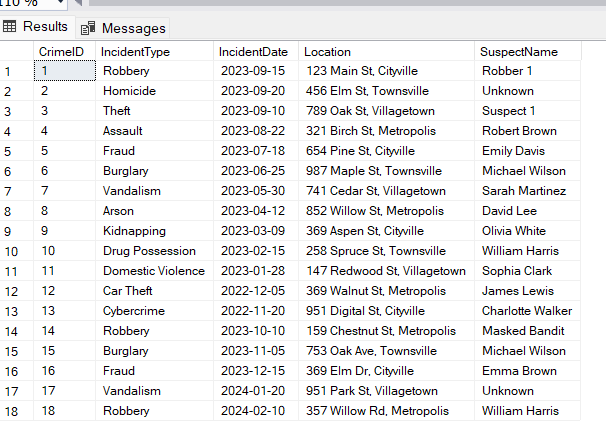 110 %
Results Messages
CrimeID IncidentType IncidentDate Location SuspectName
1 1 Robbery 2023-09-15 123 Main St, Cityville Robber 1
2 2 Homicide 2023-09-20 456 Elm St, Townsville Unknown
3 3 Theft 2023-09-10 789 Oak St, Villagetown Suspect 1
4 4 Assault 2023-08-22 321 Birch St, Metropolis Robert Brown
5 5 Fraud 2023-07-18 654 Pine St, Cityville Emily Davis
6 6 Burglary 2023-06-25 987 Maple St, Townsville Michael Wilson
7 7 Vandalism 2023-05-30 741 Cedar St, Villagetown Sarah Martinez
8 8 Arson 2023-04-12 852 Willow St, Metropolis David Lee
9 9 Kidnapping 2023-03-09 369 Aspen St, Cityville Olivia White
10 10 Drug Possession 2023-02-15 258 Spruce St, Townsville William Harris
11 11 Domestic Violence 2023-01-28 147 Redwood St, Villagetown Sophia Clark
12 12 Car Theft 2022-12-05 369 Walnut St, Metropolis James Lewis
13 13 Cybercrime 2022-11-20 951 Digital St, Cityville Charlotte Walker
14 14 Robbery 2023-10-10 159 Chestnut St, Metropolis Masked Bandit
15 15 Burglary 2023-11-05 753 Oak Ave, Townsville Michael Wilson
16 16 Fraud 2023-12-15 369 Elm Dr, Cityville Emma Brown
17 17 Vandalism 2024-01-20 951 Park St, Villagetown Unknown
18 18 Robbery 2024-02-10 357 Willow Rd, Metropolis William Harris